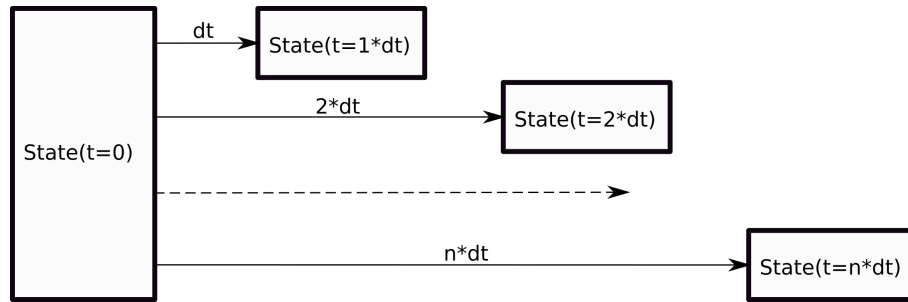 dt
State(t=1*dt)
2*dt
State(t=2*dt)
State(t=0)
n*dt
State(t=n*dt)